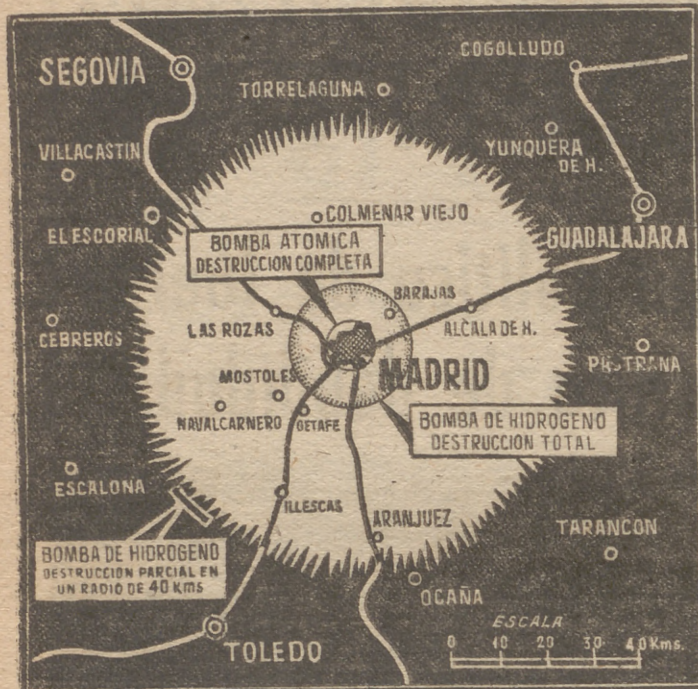 SEGOVIA
COGOLLUDO
TORRELAGUNA
VILLACASTIN
YUNQUERA
DE H.
COLMENAR VIEJO
EL ESCORIAL
GUADALAJARA
BOMBA ATOMICA
DESTRUCCION COMPLETA
BARAJAS
CEBREROS
LAS ROZAS
ALCALA DE H.
MOSTOLES
MADRID
NAVALCARNERO
GETAFE
BOMBA DE HIDROGENO
DESTRUCCION TOTAL
ESCALONA
ILLESCAS
ARANJUEZ
TARANCON
BOMBA DE HIDROGENO
DESTRUCCION PARCIAL EN
UN RADIO DE 40 KMS
OCAÑA
TOLEDO
ESCALA
0 10 20 30 40 Kms.